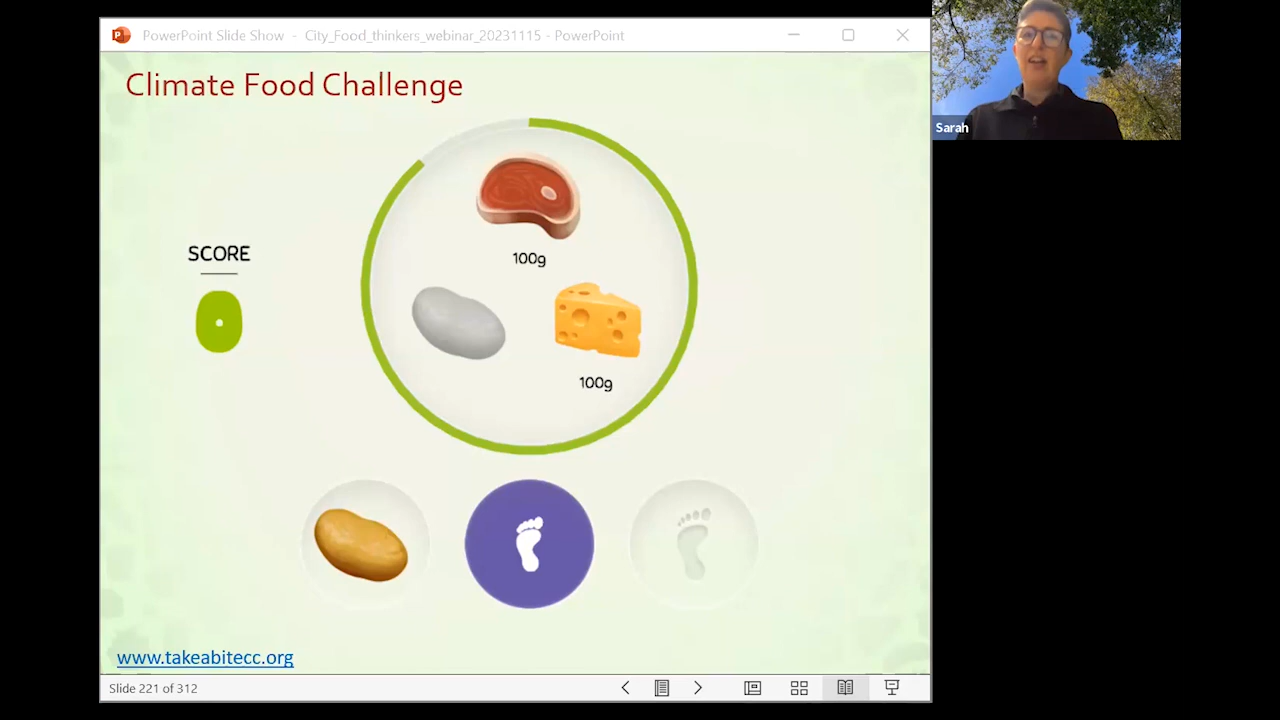 PowerPoint Slide Show - City_Food_thinkers_webinar_20231115 - PowerPoint
Climate Food Challenge
SCORE
0
100g
100g
www.takeabitecc.org
Slide 221 of 312
Sarah